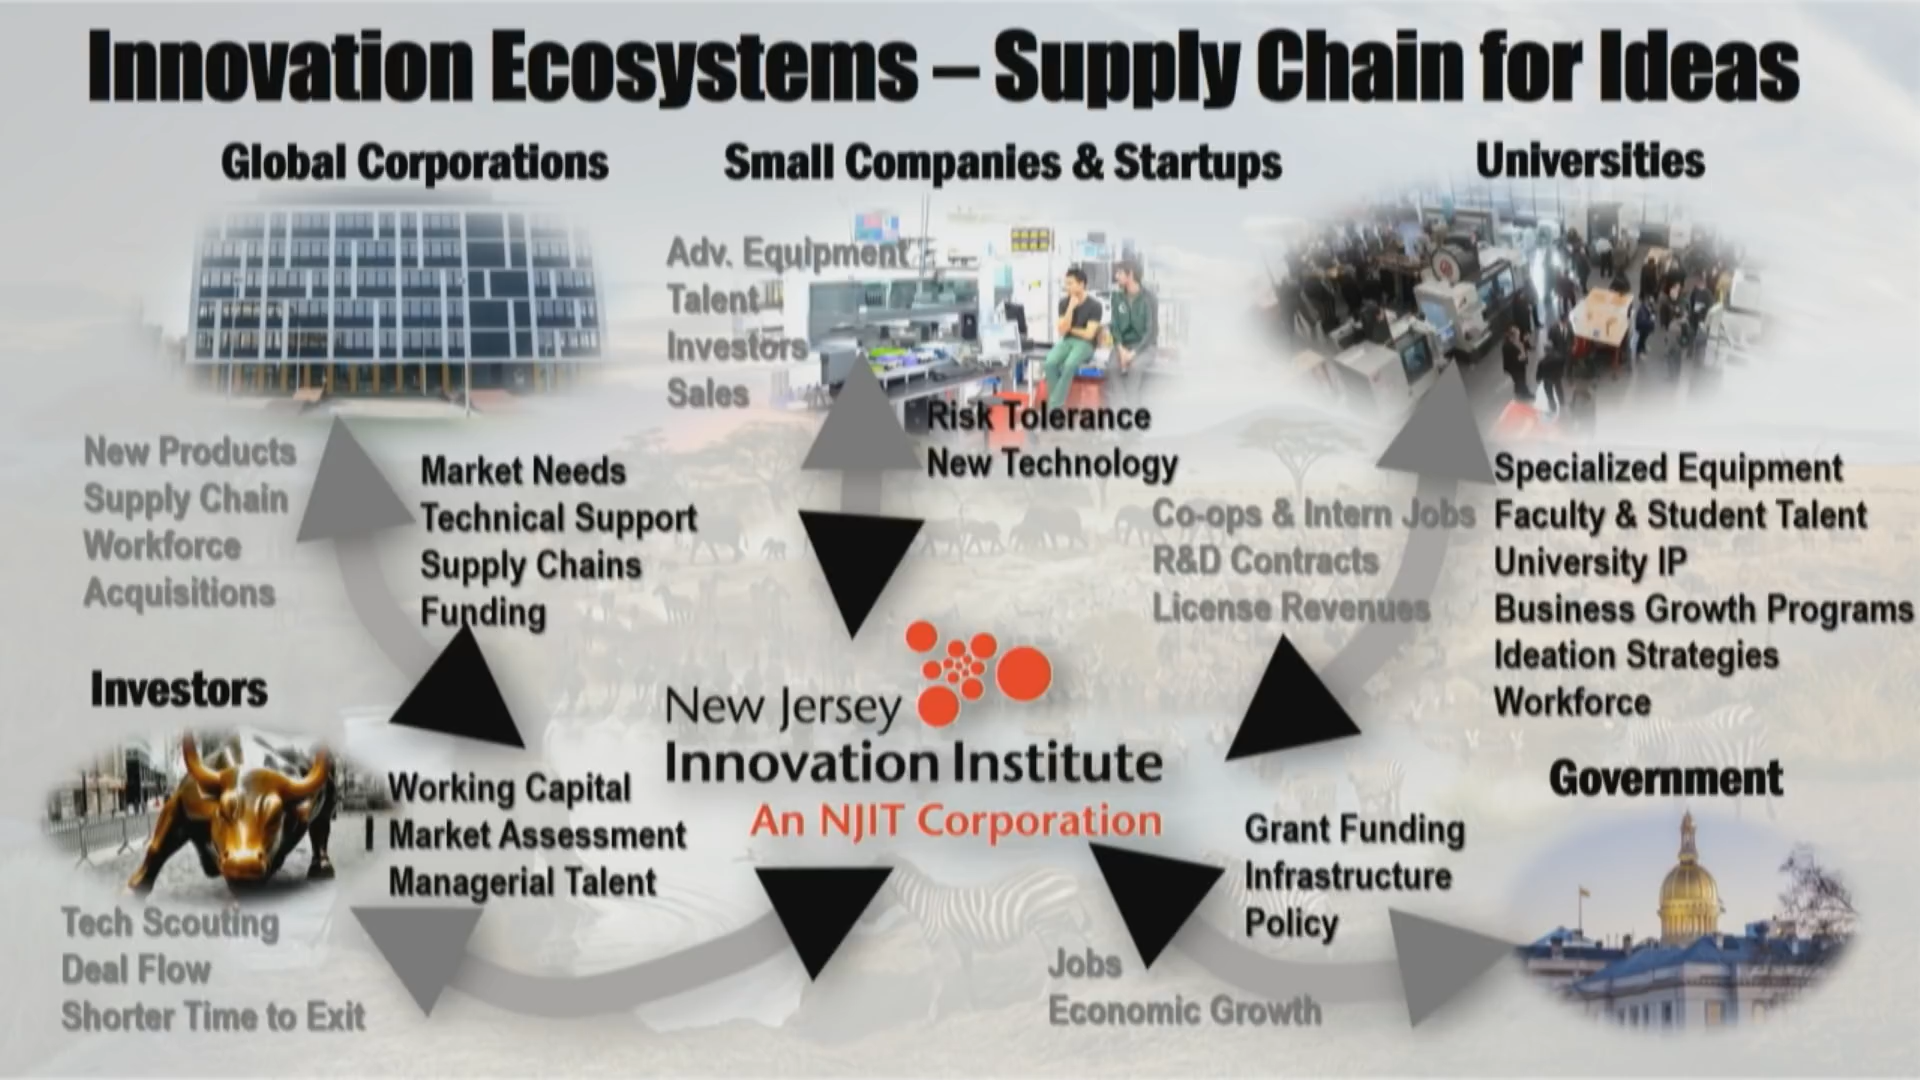 Innovation Ecosystems – Supply Chain for Ideas
Global Corporations
New Products
Supply Chain
Workforce
Acquisitions
Market Needs
Technical Support
Supply Chains
Funding
Small Companies & Startups
Adv. Equipment
Talent
Investors
Sales
Risk Tolerance
New Technology
Universities
Co-ops & Intern Jobs
R&D Contracts
License Revenues
Specialized Equipment
Faculty & Student Talent
University IP
Business Growth Programs
Ideation Strategies
Workforce
Investors
Working Capital
Market Assessment
Managerial Talent
Tech Scouting
Deal Flow
Shorter Time to Exit
New Jersey
Innovation Institute
An NJIT Corporation
Government
Grant Funding
Infrastructure
Policy
Jobs
Economic Growth